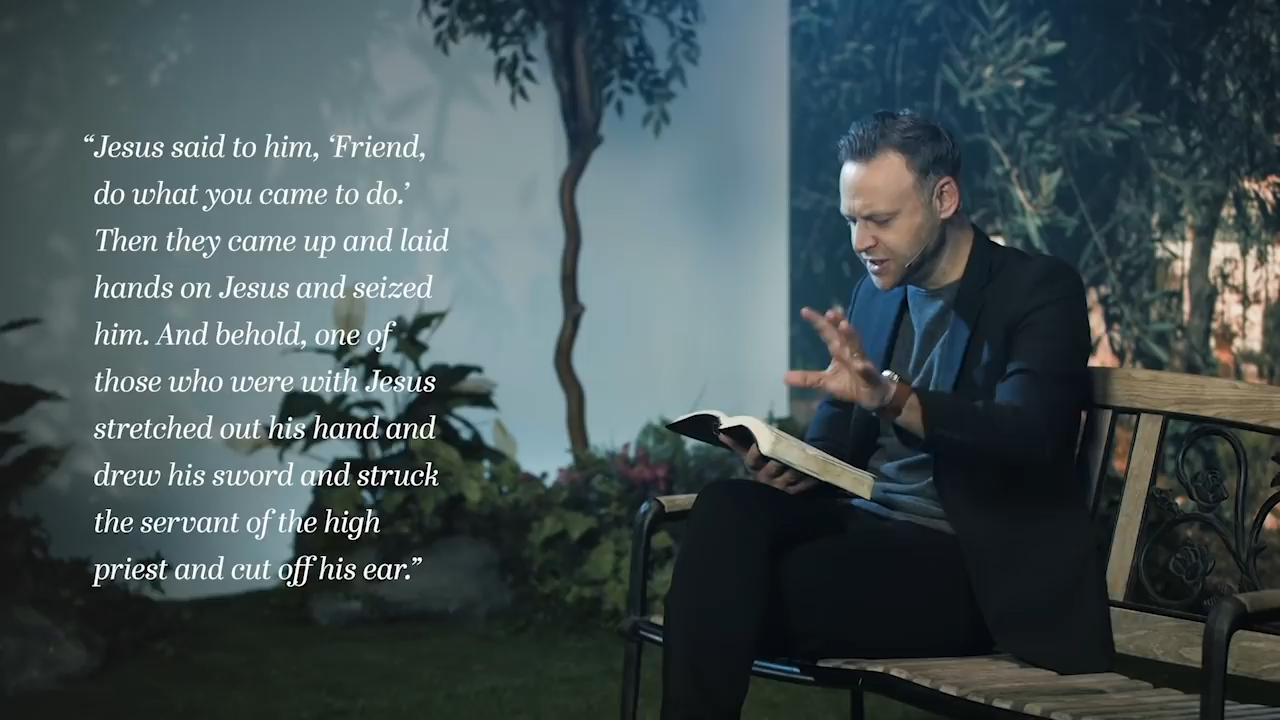 “Jesus said to him, ‘Friend,
do what you came to do.’
Then they came up and laid
hands on Jesus and seized
him. And behold, one of
those who were with Jesus
stretched out his hand and
drew his sword and struck
the servant of the high
priest and cut off his ear.”